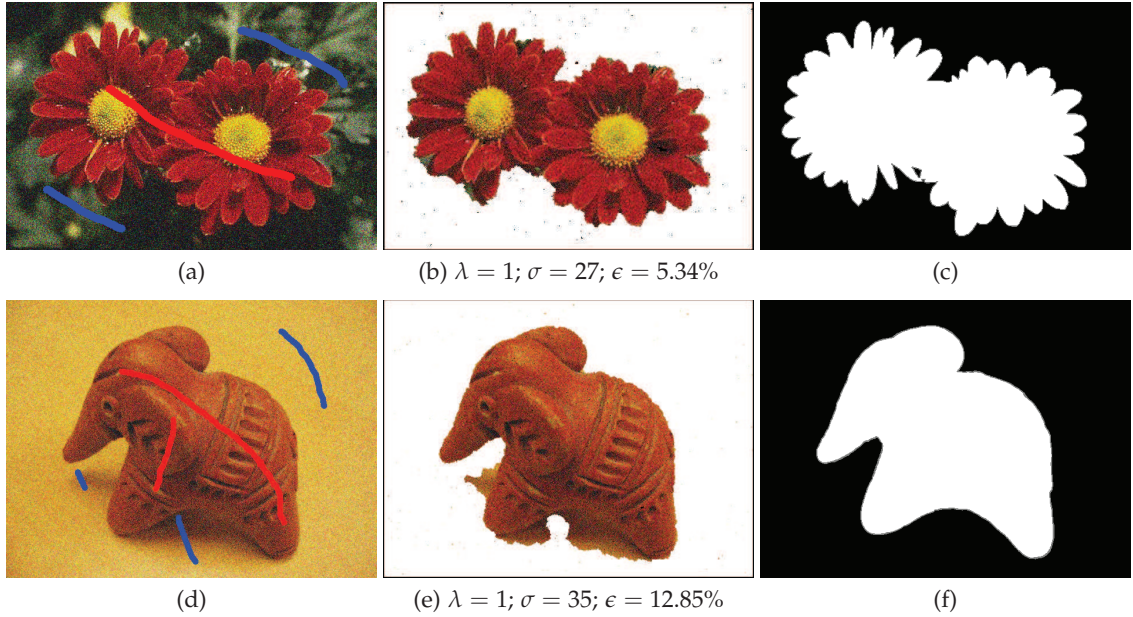 (a)
(b) λ = 1; σ = 27; ϵ = 5.34%
(c)
(d)
(e) λ = 1; σ = 35; ϵ = 12.85%
(f)